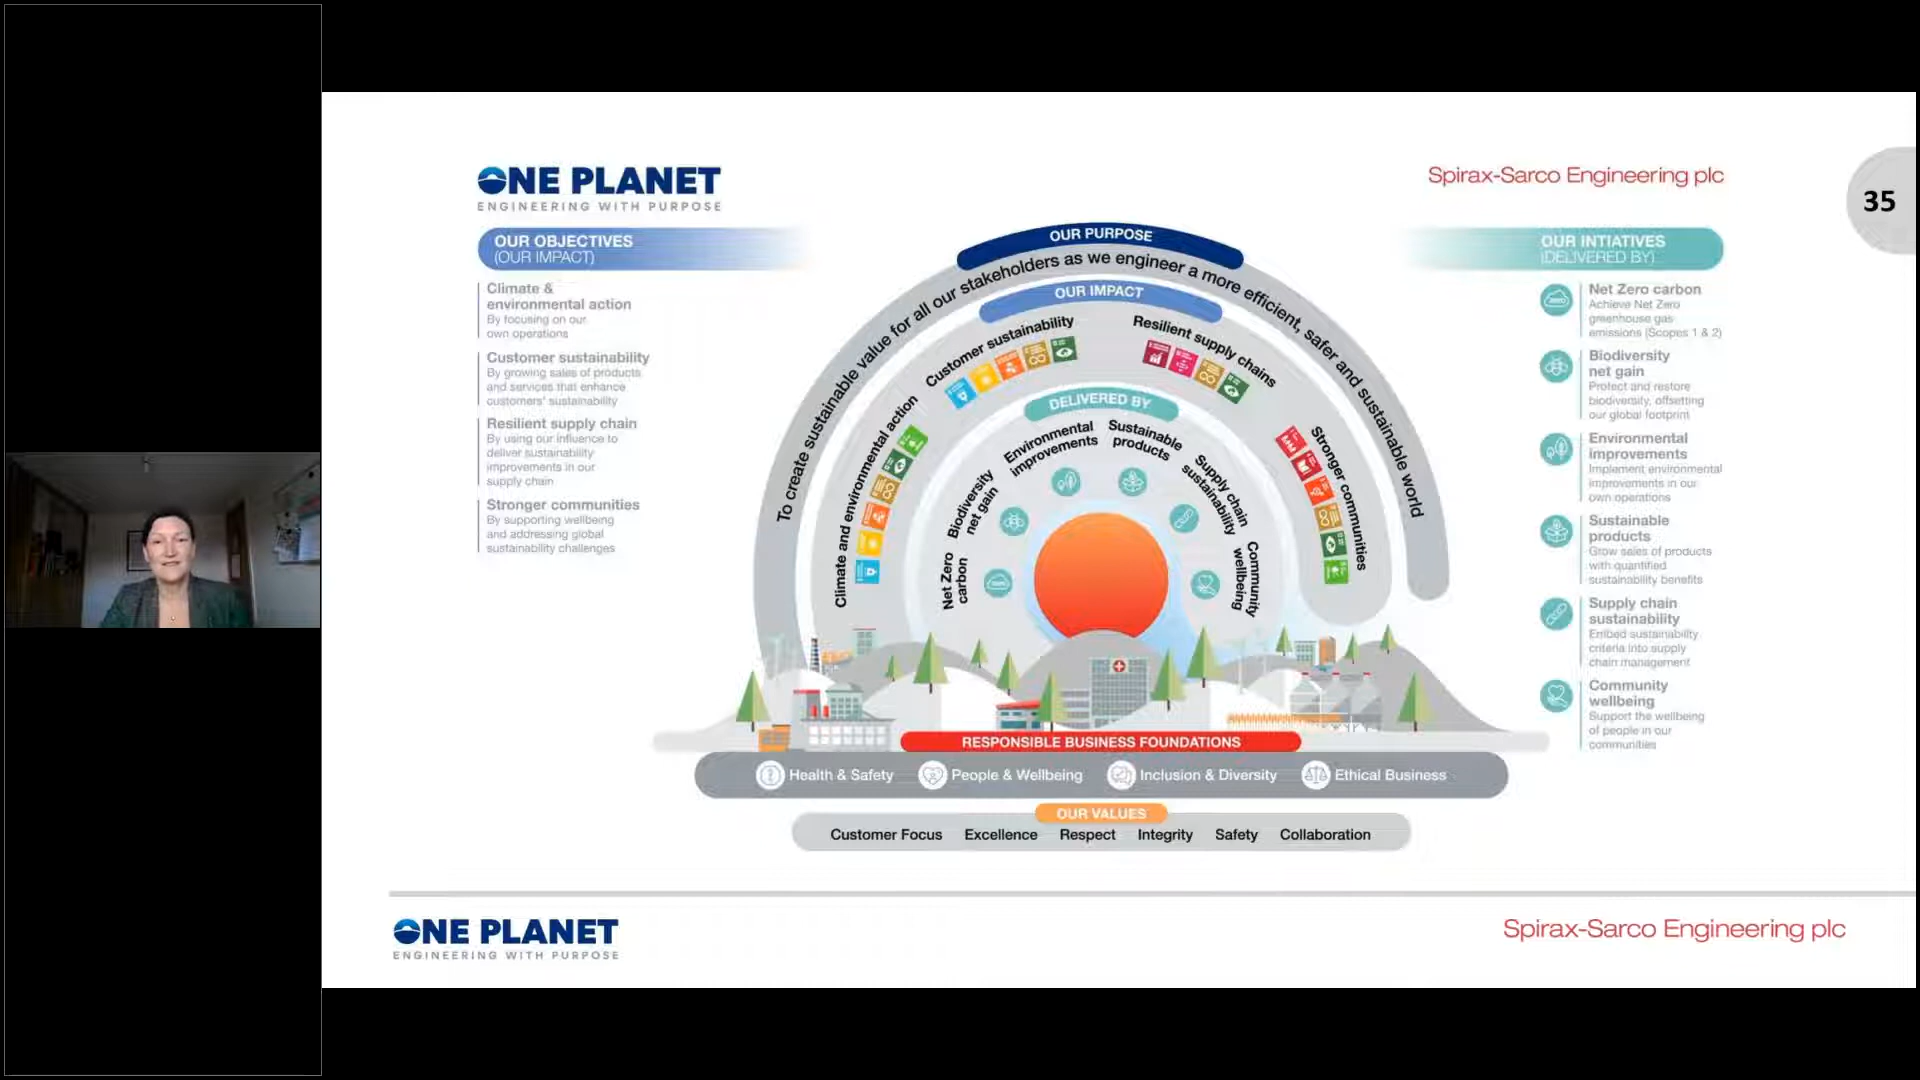 ONE PLANET
ENGINEERING WITH PURPOSE
Spirax-Sarco Engineering plc
35
OUR OBJECTIVES
(OUR IMPACT)
Climate &
environmental action
By focusing on our
own operations
Customer sustainability
By growing sales of products
and services that enhance
customers' sustainability
Resilient supply chain
By using our influence to
deliver sustainability
improvements in our
supply chain
Stronger communities
By supporting wellbeing
and addressing global
sustainability challenges
OUR PURPOSE
To create sustainable value for all our stakeholders as we engineer a more efficient, safer and sustainable world
OUR IMPACT
Climate and environmental action
Customer sustainability
Resilient supply chains
Stronger communities
DELIVERED BY
Net Zero
carbon
Biodiversity
net gain
Environmental
improvements
Sustainable
products
Supply chain
sustainability
Community
wellbeing
OUR INTIATIVES
(DELIVERED BY)
Net Zero carbon
Achieve Net Zero
greenhouse gas
emissions (Scopes 1 & 2)
Biodiversity
net gain
Protect and restore
biodiversity, offsetting
our global footprint
Environmental
improvements
Implement environmental
improvements in our
own operations
Sustainable
products
Grow sales of products
with quantified
sustainability benefits
Supply chain
sustainability
Embed sustainability
criteria into supply
chain management
Community
wellbeing
Support the wellbeing
of people in our
communities
RESPONSIBLE BUSINESS FOUNDATIONS
Health & Safety People & Wellbeing Inclusion & Diversity Ethical Business
OUR VALUES
Customer Focus Excellence Respect Integrity Safety Collaboration
ONE PLANET
ENGINEERING WITH PURPOSE
Spirax-Sarco Engineering plc